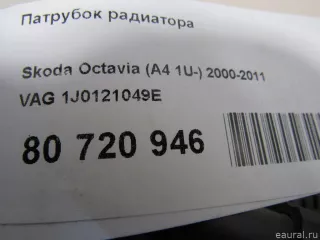 Патрубок радиатора
Skoda Octavia (A4 1U-) 2000-2011
VAG 1J0121049E
80 720 946
eaural.ru